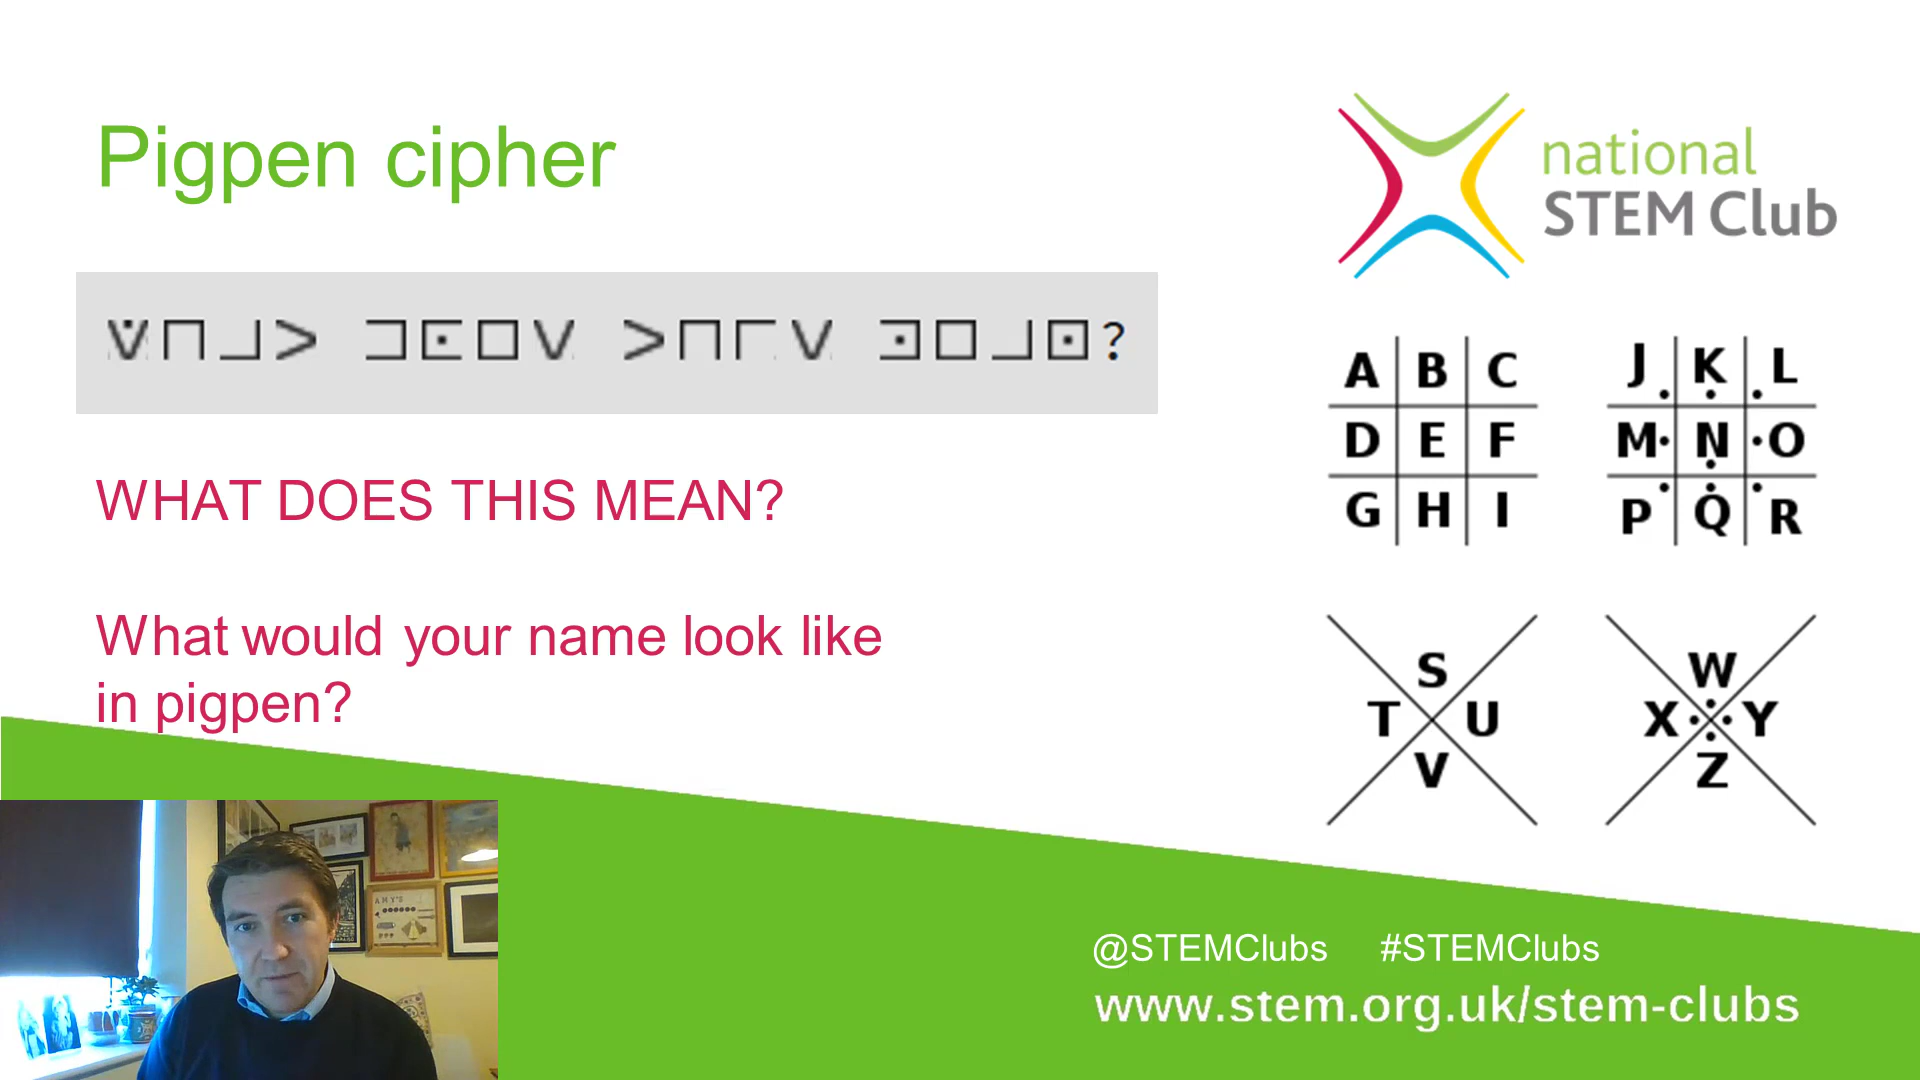 Pigpen cipher
national
STEM Club
?
WHAT DOES THIS MEAN?
What would your name look like
in pigpen?
A B C
D E F
G H I
J K L
M N O
P Q R
S
T U
V
W
X Y
Z
AMY'S
@STEMClubs #STEMClubs
www.stem.org.uk/stem-clubs